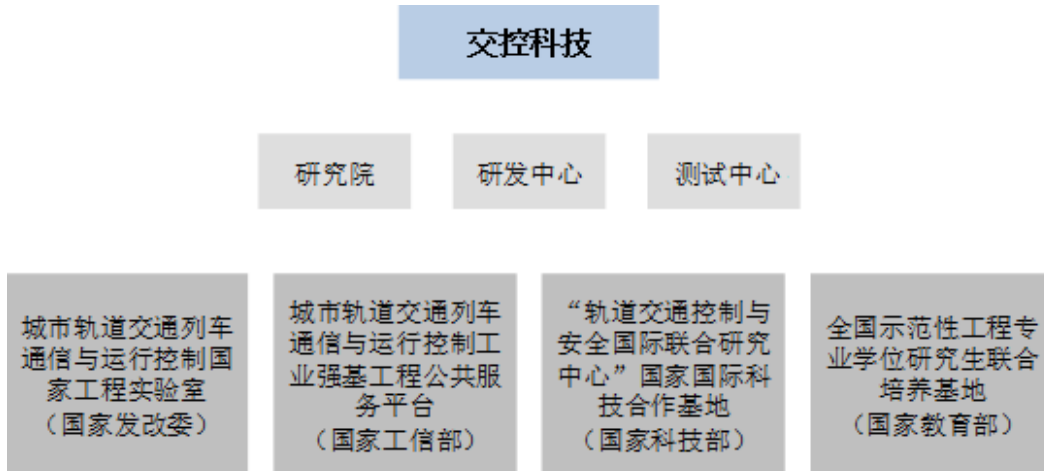 交控科技
研究院
研发中心
测试中心
城市轨道交通列车
通信与运行控制国
家工程实验室
（国家发改委）
城市轨道交通列车
通信与运行控制工
业强基工程公共服
务平台
（国家工信部）
“轨道交通控制与
安全国际联合研究
中心”国家国际科
技合作基地
（国家科技部）
全国示范性工程专
业学位研究生联合
培养基地
（国家教育部）